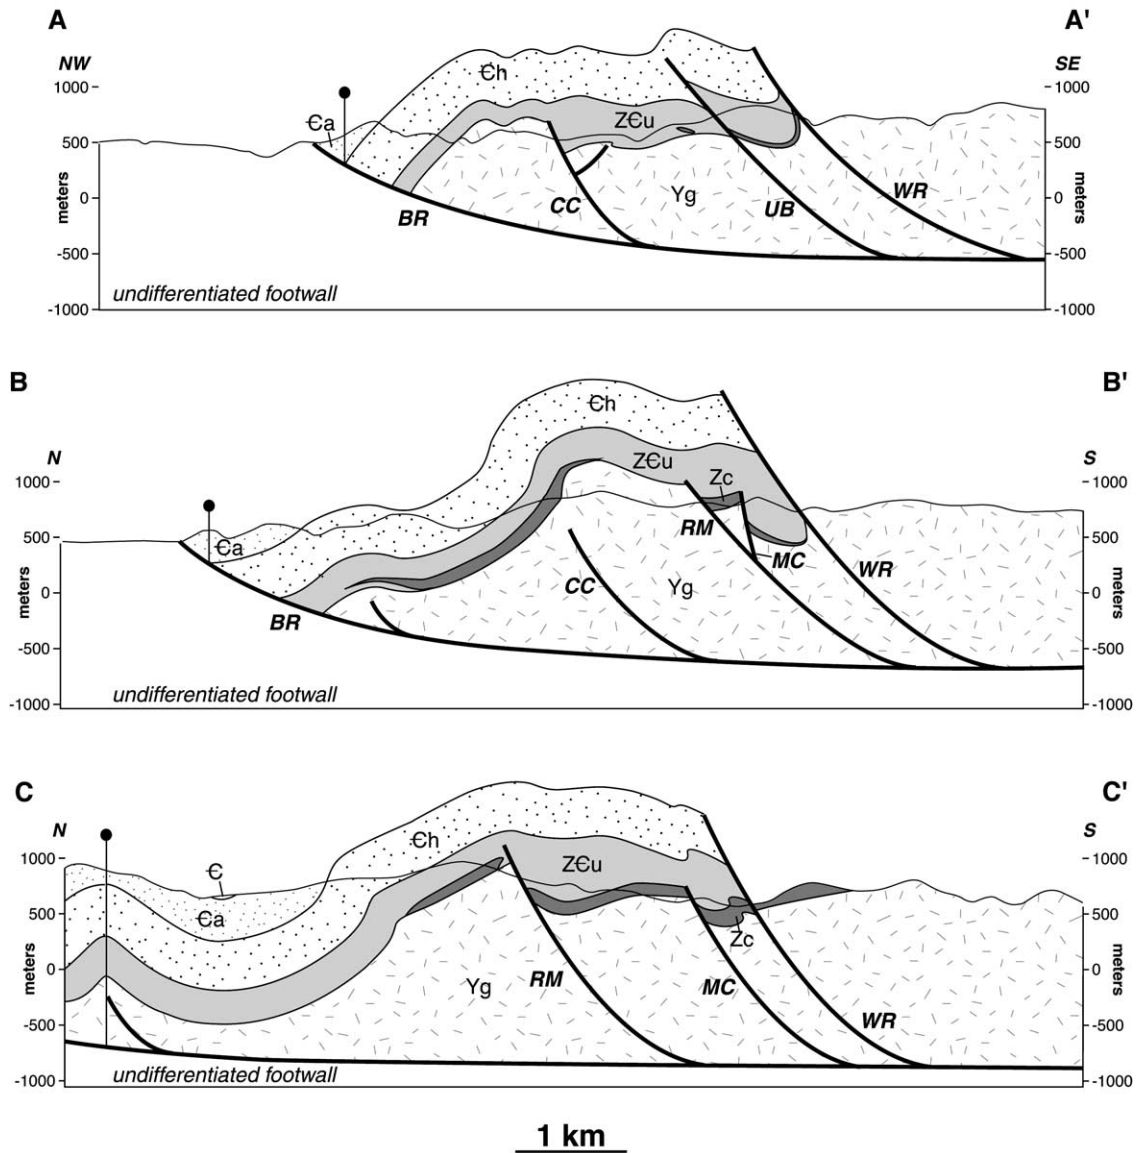 A A'
NW SE
1000 Ꞓh 1000
Ꞓa ZꞒu
500 500
meters 0 BR CC Yg UB WR 0 meters
-500 -500
-1000 undifferentiated footwall -1000
B B'
N Ꞓh S
1000 ZꞒu Zc 1000
500 Ꞓa RM MC 500
meters 0 BR CC Yg WR 0 meters
-500 -500
-1000 undifferentiated footwall -1000
C C'
N Ꞓh S
1000 Ꞓ ZꞒu 1000
500 Ꞓa Zc 500
meters 0 Yg RM MC 0 meters
-500 WR -500
-1000 undifferentiated footwall -1000
1 km